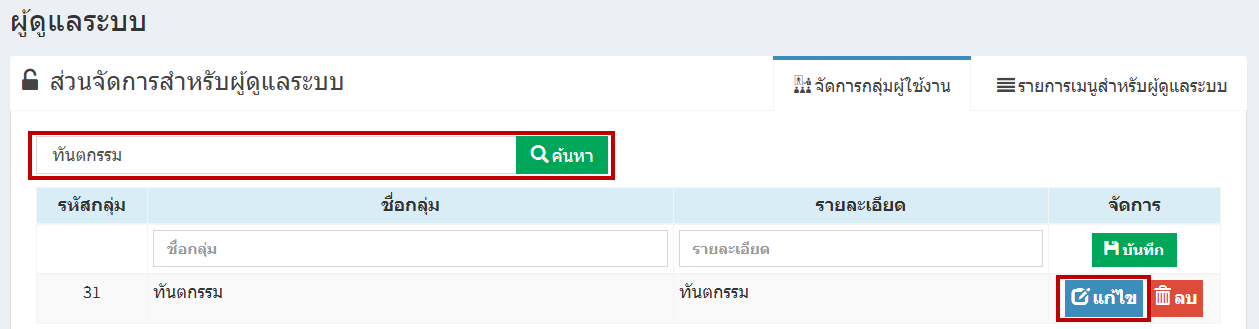 ผู้ดูแลระบบ
ส่วนจัดการสำหรับผู้ดูแลระบบ จัดการกลุ่มผู้ใช้งาน รายการเมนูสำหรับผู้ดูแลระบบ
ทันตกรรม ค้นหา
รหัสกลุ่ม ชื่อกลุ่ม รายละเอียด จัดการ
ชื่อกลุ่ม รายละเอียด บันทึก
31 ทันตกรรม ทันตกรรม แก้ไข ลบ